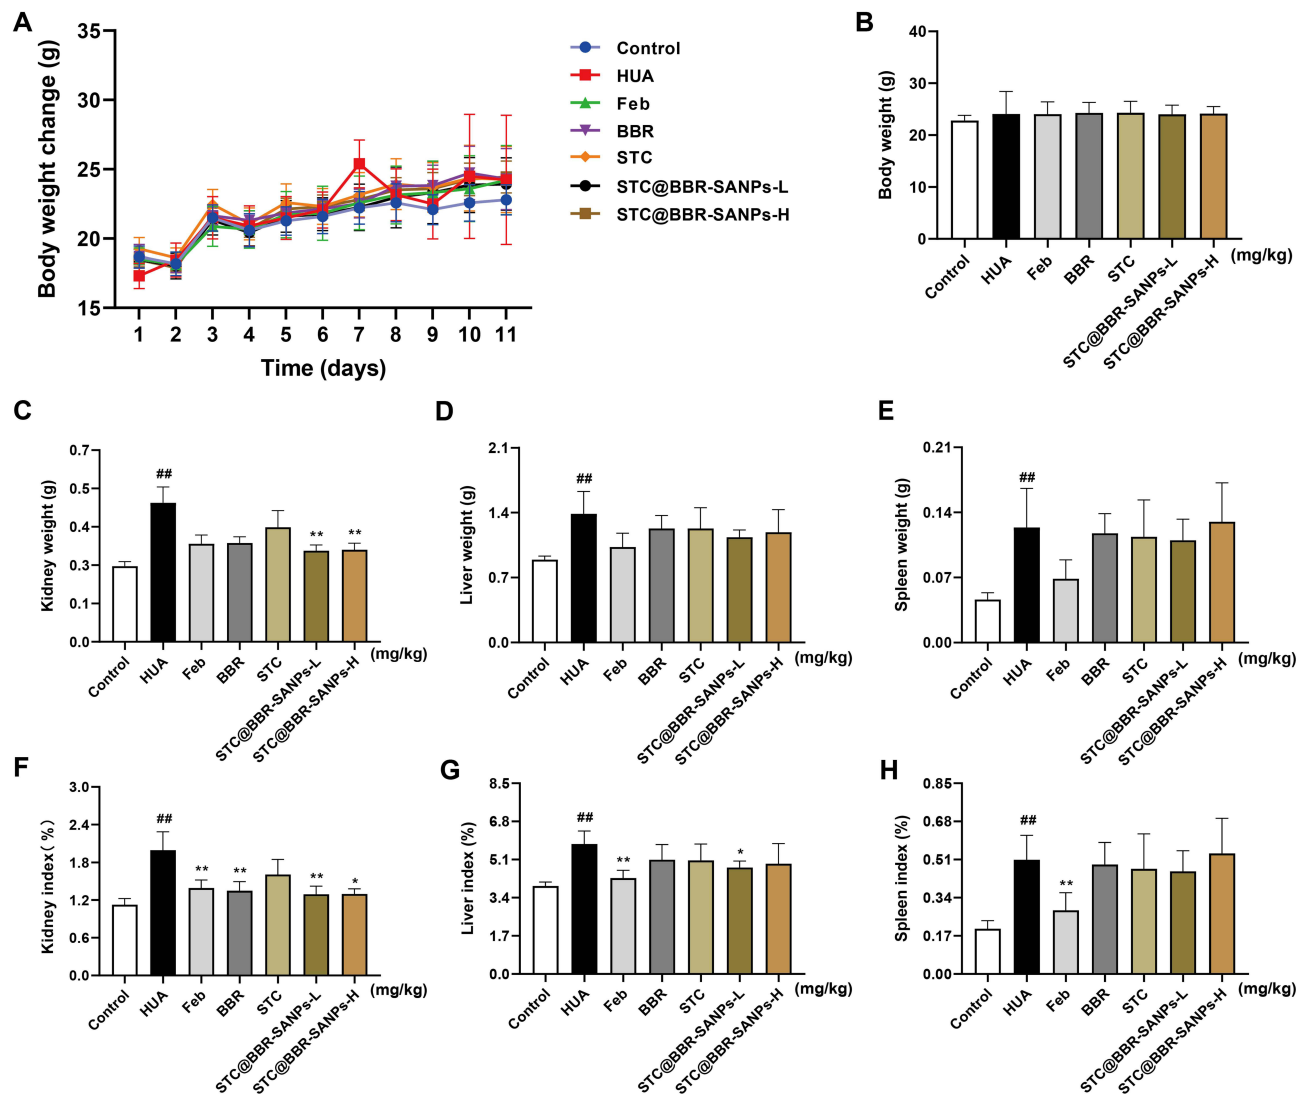 A
Body weight change (g)
35
30
25
20
15
1 2 3 4 5 6 7 8 9 10 11
Time (days)
Control
HUA
Feb
BBR
STC
STC@BBR-SANPs-L
STC@BBR-SANPs-H
B
Body weight (g)
40
30
20
10
0
Control HUA Feb BBR STC STC@BBR-SANPs-L STC@BBR-SANPs-H
(mg/kg)
C
Kidney weight (g)
0.7
0.5
0.4
0.3
0.1
0.0
##
** **
Control HUA Feb BBR STC STC@BBR-SANPs-L STC@BBR-SANPs-H
(mg/kg)
D
Liver weight (g)
2.1
1.4
0.7
0.0
##
Control HUA Feb BBR STC STC@BBR-SANPs-L STC@BBR-SANPs-H
(mg/kg)
E
Spleen weight (g)
0.21
0.14
0.07
0.00
##
Control HUA Feb BBR STC STC@BBR-SANPs-L STC@BBR-SANPs-H
(mg/kg)
F
Kidney index( %)
3.0
2.4
1.8
1.2
0.6
0.0
##
** ** ** *
Control HUA Feb BBR STC STC@BBR-SANPs-L STC@BBR-SANPs-H
(mg/kg)
G
Liver index (%)
8.5
6.8
5.1
3.4
1.7
0.0
##
** *
Control HUA Feb BBR STC STC@BBR-SANPs-L STC@BBR-SANPs-H
(mg/kg)
H
Spleen index (%)
0.85
0.68
0.51
0.34
0.17
0.00
##
**
Control HUA Feb BBR STC STC@BBR-SANPs-L STC@BBR-SANPs-H
(mg/kg)